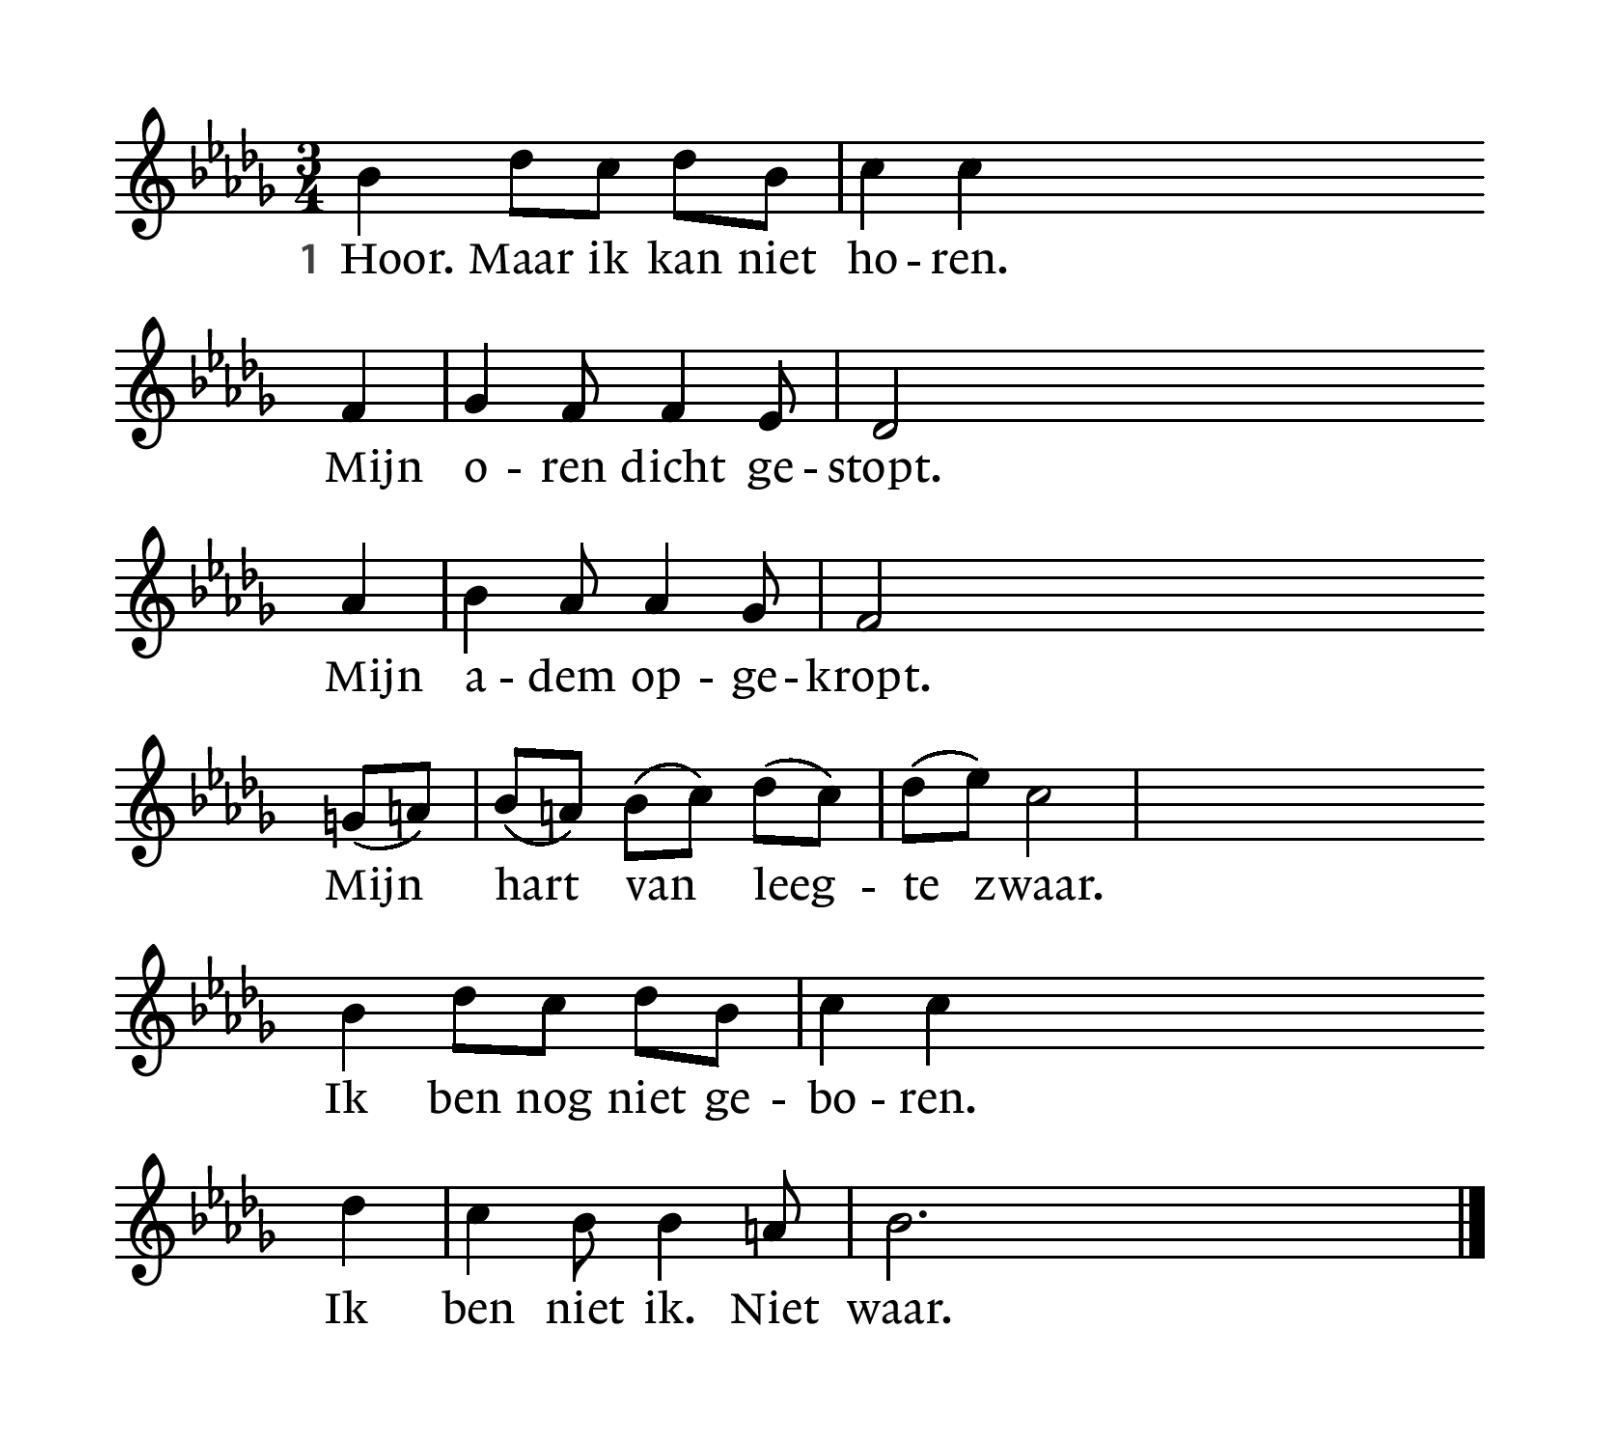 1 Hoor. Maar ik kan niet ho - ren.
Mijn o - ren dicht ge - stopt.
Mijn a - dem op - ge - kropt.
Mijn hart van leeg - te zwaar.
Ik ben nog niet ge - bo - ren.
Ik ben niet ik. Niet waar.